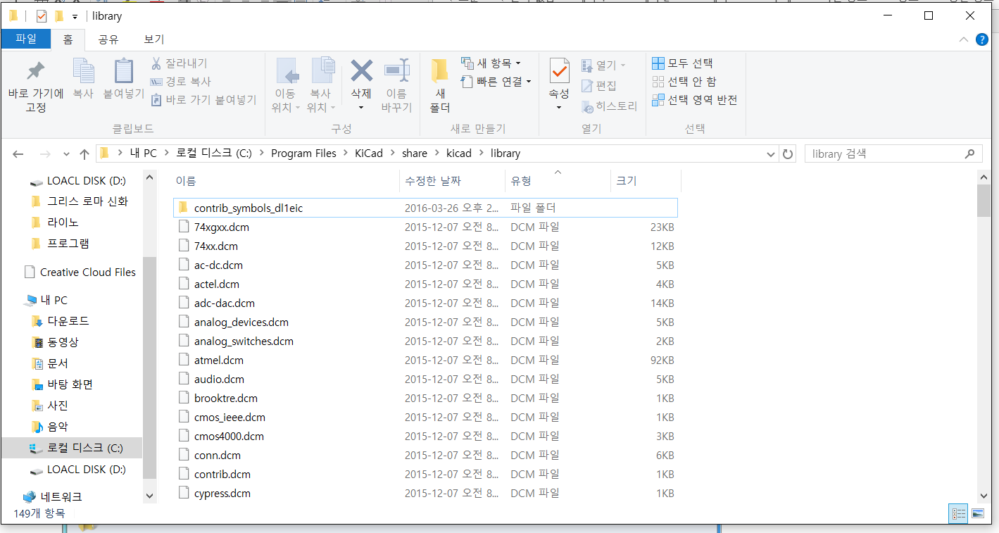 library
파일 홈 공유 보기
바로 가기에 고정
복사
붙여넣기
잘라내기
경로 복사
바로 가기 붙여넣기
클립보드
이동 위치
복사 위치
삭제
이름 바꾸기
구성
새 폴더
새 항목
빠른 연결
새로 만들기
속성
열기
편집
히스토리
열기
모두 선택
선택 안 함
선택 영역 반전
선택
내 PC > 로컬 디스크 (C:) > Program Files > KiCad > share > kicad > library
library 검색
LOACL DISK (D:)
그리스 로마 신화
라이노
프로그램
Creative Cloud Files
내 PC
다운로드
동영상
문서
바탕 화면
사진
음악
로컬 디스크 (C:)
LOACL DISK (D:)
네트워크
이름 수정한 날짜 유형 크기
contrib_symbols_dl1eic 2016-03-26 오후 2... 파일 폴더
74xgxx.dcm 2015-12-07 오전 8... DCM 파일 23KB
74xx.dcm 2015-12-07 오전 8... DCM 파일 12KB
ac-dc.dcm 2015-12-07 오전 8... DCM 파일 5KB
actel.dcm 2015-12-07 오전 8... DCM 파일 4KB
adc-dac.dcm 2015-12-07 오전 8... DCM 파일 14KB
analog_devices.dcm 2015-12-07 오전 8... DCM 파일 5KB
analog_switches.dcm 2015-12-07 오전 8... DCM 파일 2KB
atmel.dcm 2015-12-07 오전 8... DCM 파일 92KB
audio.dcm 2015-12-07 오전 8... DCM 파일 5KB
brooktre.dcm 2015-12-07 오전 8... DCM 파일 1KB
cmos_ieee.dcm 2015-12-07 오전 8... DCM 파일 1KB
cmos4000.dcm 2015-12-07 오전 8... DCM 파일 3KB
conn.dcm 2015-12-07 오전 8... DCM 파일 6KB
contrib.dcm 2015-12-07 오전 8... DCM 파일 1KB
cypress.dcm 2015-12-07 오전 8... DCM 파일 1KB
149개 항목